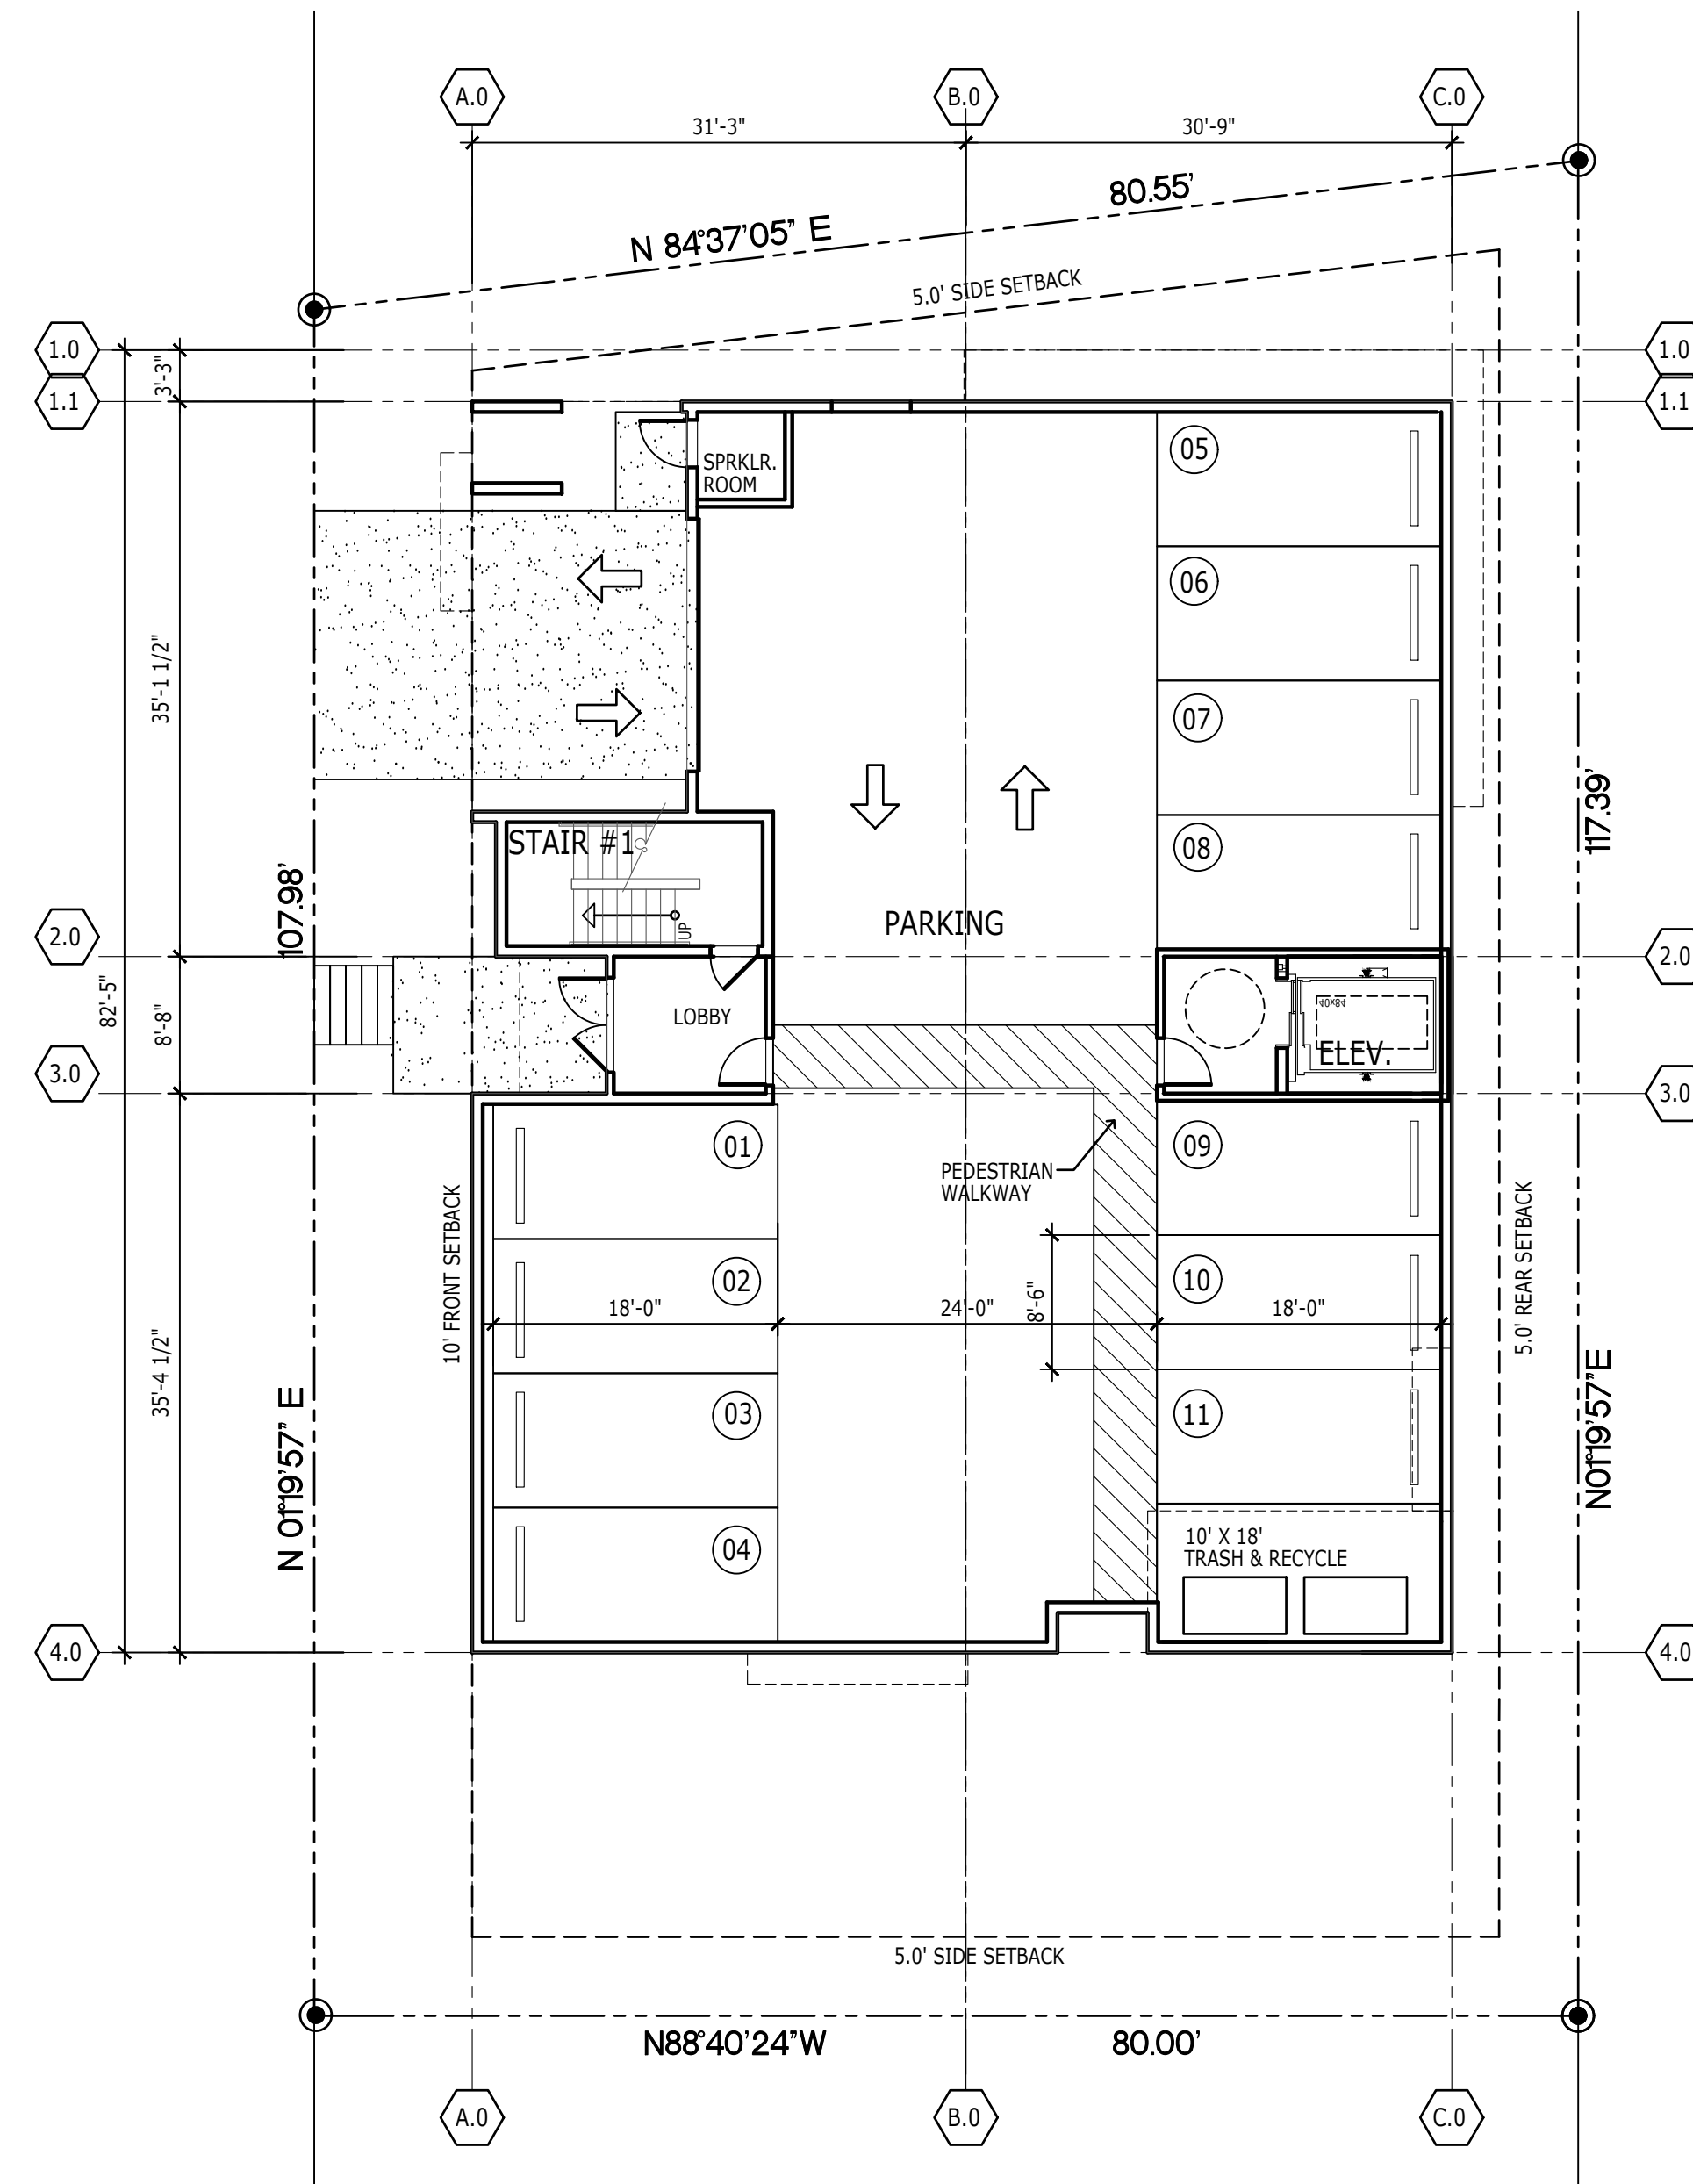 A.0
B.0
C.0
31'-3"
30'-9"
80.55'
N 84°37'05" E
5.0' SIDE SETBACK
1.0
1.0
3'-3"
1.1
1.1
05
SPRKLR.
ROOM
06
35'-1 1/2"
07
117.39'
STAIR #1
08
107.98'
PARKING
UP
2.0
2.0
82'-5"
8'-8"
LOBBY
40x84
ELEV.
3.0
3.0
01
09
PEDESTRIAN
WALKWAY
10' FRONT SETBACK
5.0' REAR SETBACK
02
10
18'-0"
24'-0"
8'-6"
18'-0"
35'-4 1/2"
03
11
N 01°19'57" E
N01°19'57"E
04
10' X 18'
TRASH & RECYCLE
4.0
4.0
5.0' SIDE SETBACK
N88°40'24"W
80.00'
A.0
B.0
C.0